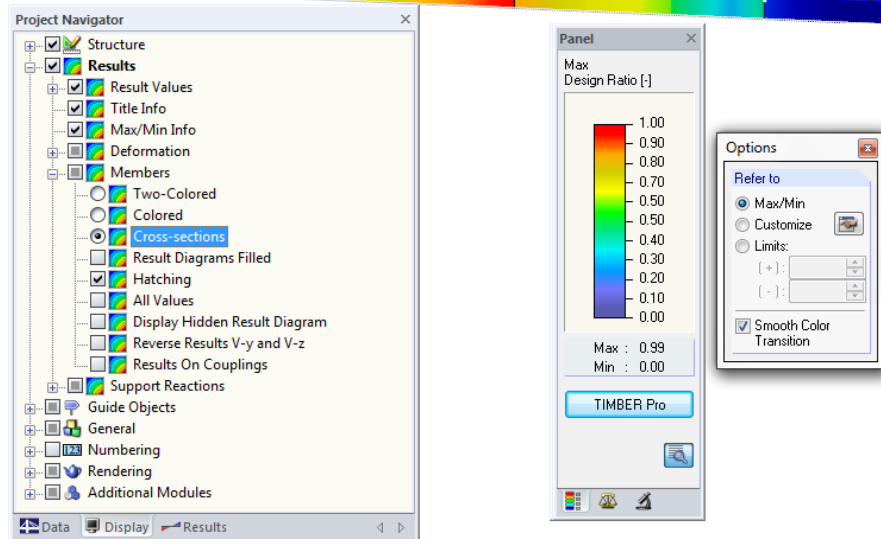 Project Navigator
Structure
Results
Result Values
Title Info
Max/Min Info
Deformation
Members
Two-Colored
Colored
Cross-sections
Result Diagrams Filled
Hatching
All Values
Display Hidden Result Diagram
Reverse Results V-y and V-z
Results On Couplings
Support Reactions
Guide Objects
General
123 Numbering
Rendering
Additional Modules
Data Display Results
Panel
Max
Design Ratio [-]
1.00
0.90
0.80
0.70
0.50
0.50
0.40
0.30
0.20
0.10
0.00
Max : 0.99
Min : 0.00
TIMBER Pro
Options
Refer to
Max/Min
Customize
Limits:
(+):
(-):
Smooth Color
Transition